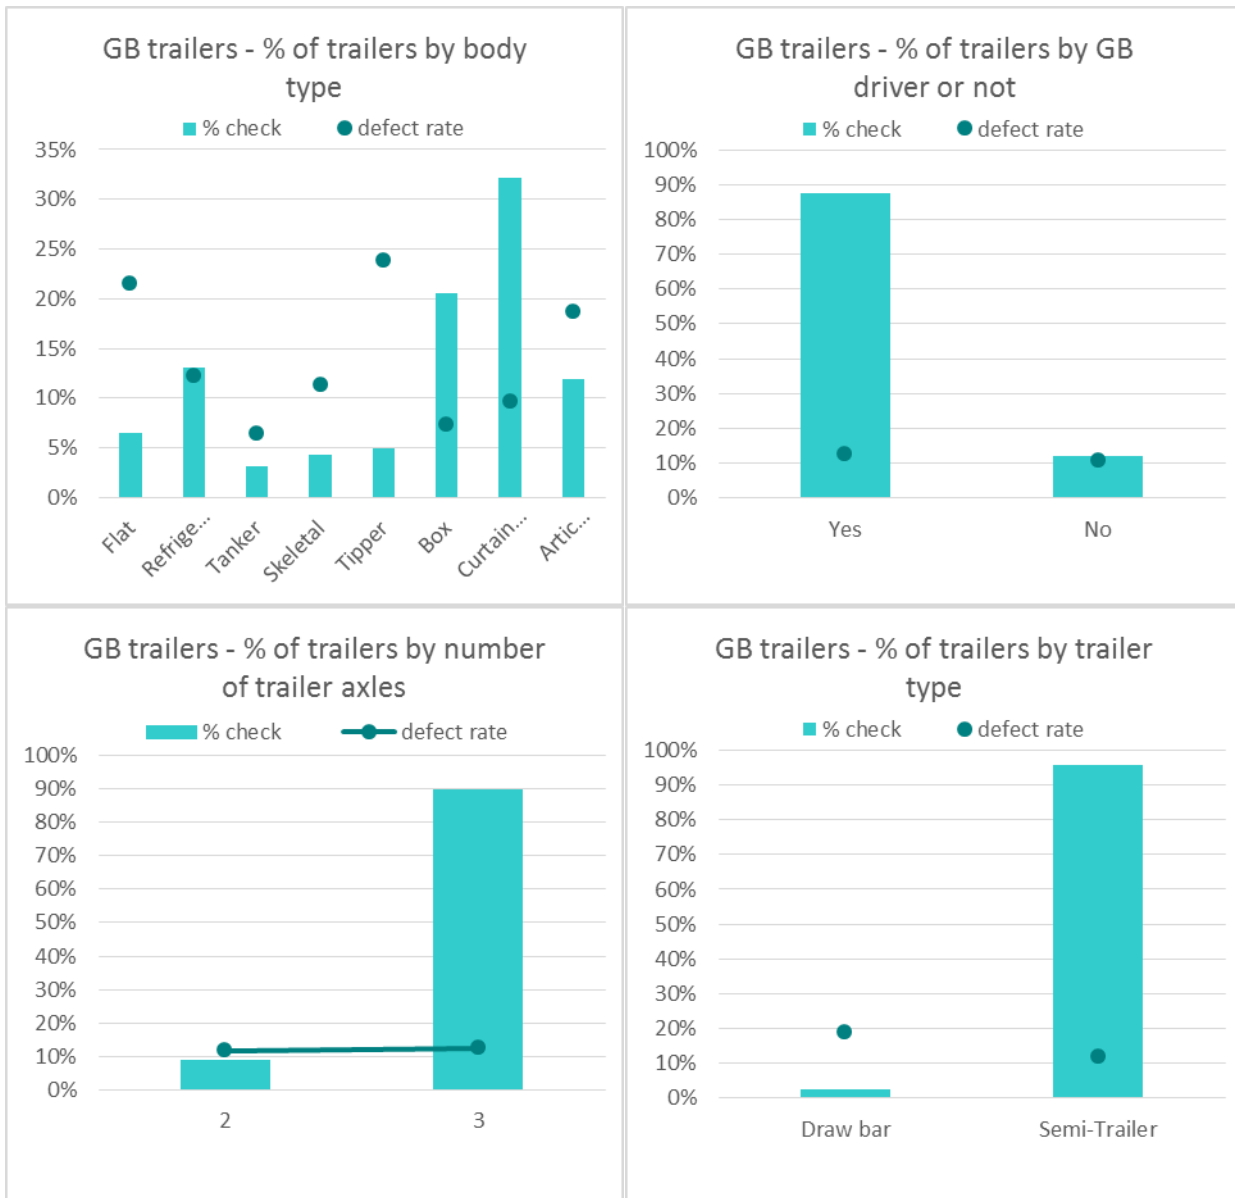 GB trailers - % of trailers by body
type
% check defect rate
35%
30%
25%
20%
15%
10%
5%
0%
Flat
Refrige...
Tanker
Skeletal
Tipper
Box
Curtain...
Artic...
GB trailers - % of trailers by GB
driver or not
% check defect rate
100%
90%
80%
70%
60%
50%
40%
30%
20%
10%
0%
Yes No
GB trailers - % of trailers by number
of trailer axles
% check defect rate
100%
90%
80%
70%
60%
50%
40%
30%
20%
10%
0%
2 3
GB trailers - % of trailers by trailer
type
% check defect rate
100%
90%
80%
70%
60%
50%
40%
30%
20%
10%
0%
Draw bar Semi-Trailer